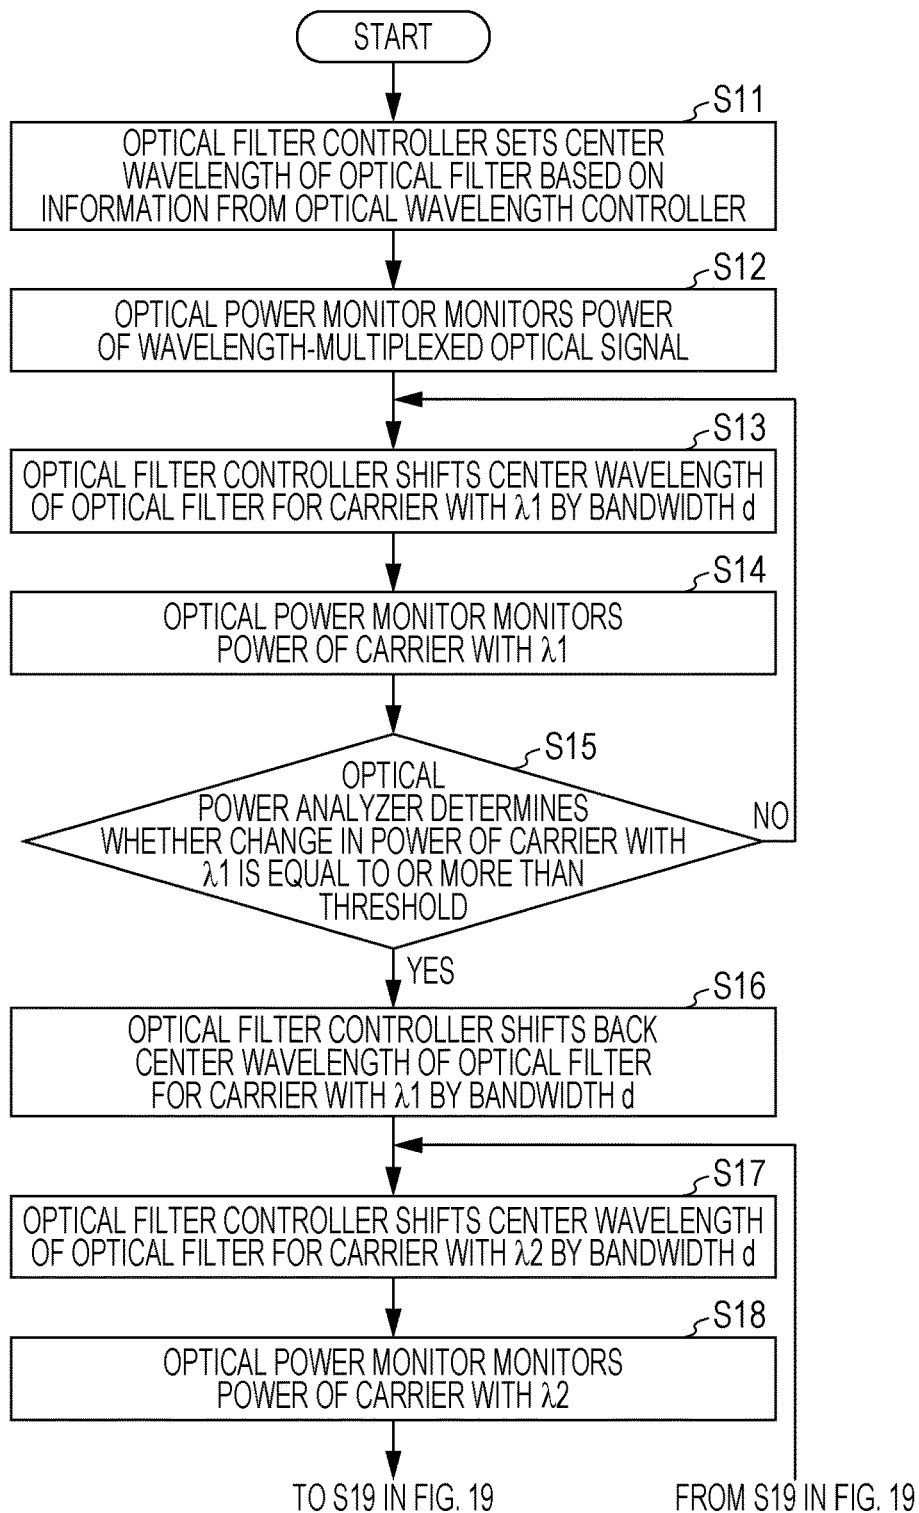 START
S11
OPTICAL FILTER CONTROLLER SETS CENTER
WAVELENGTH OF OPTICAL FILTER BASED ON
INFORMATION FROM OPTICAL WAVELENGTH CONTROLLER
S12
OPTICAL POWER MONITOR MONITORS POWER
OF WAVELENGTH-MULTIPLEXED OPTICAL SIGNAL
S13
OPTICAL FILTER CONTROLLER SHIFTS CENTER WAVELENGTH
OF OPTICAL FILTER FOR CARRIER WITH λ1 BY BANDWIDTH d
S14
OPTICAL POWER MONITOR MONITORS
POWER OF CARRIER WITH λ1
S15
OPTICAL
POWER ANALYZER DETERMINES
WHETHER CHANGE IN POWER OF CARRIER WITH
λ1 IS EQUAL TO OR MORE THAN
THRESHOLD
NO
YES
S16
OPTICAL FILTER CONTROLLER SHIFTS BACK
CENTER WAVELENGTH OF OPTICAL FILTER
FOR CARRIER WITH λ1 BY BANDWIDTH d
S17
OPTICAL FILTER CONTROLLER SHIFTS CENTER WAVELENGTH
OF OPTICAL FILTER FOR CARRIER WITH λ2 BY BANDWIDTH d
S18
OPTICAL POWER MONITOR MONITORS
POWER OF CARRIER WITH λ2
TO S19 IN FIG. 19
FROM S19 IN FIG. 19